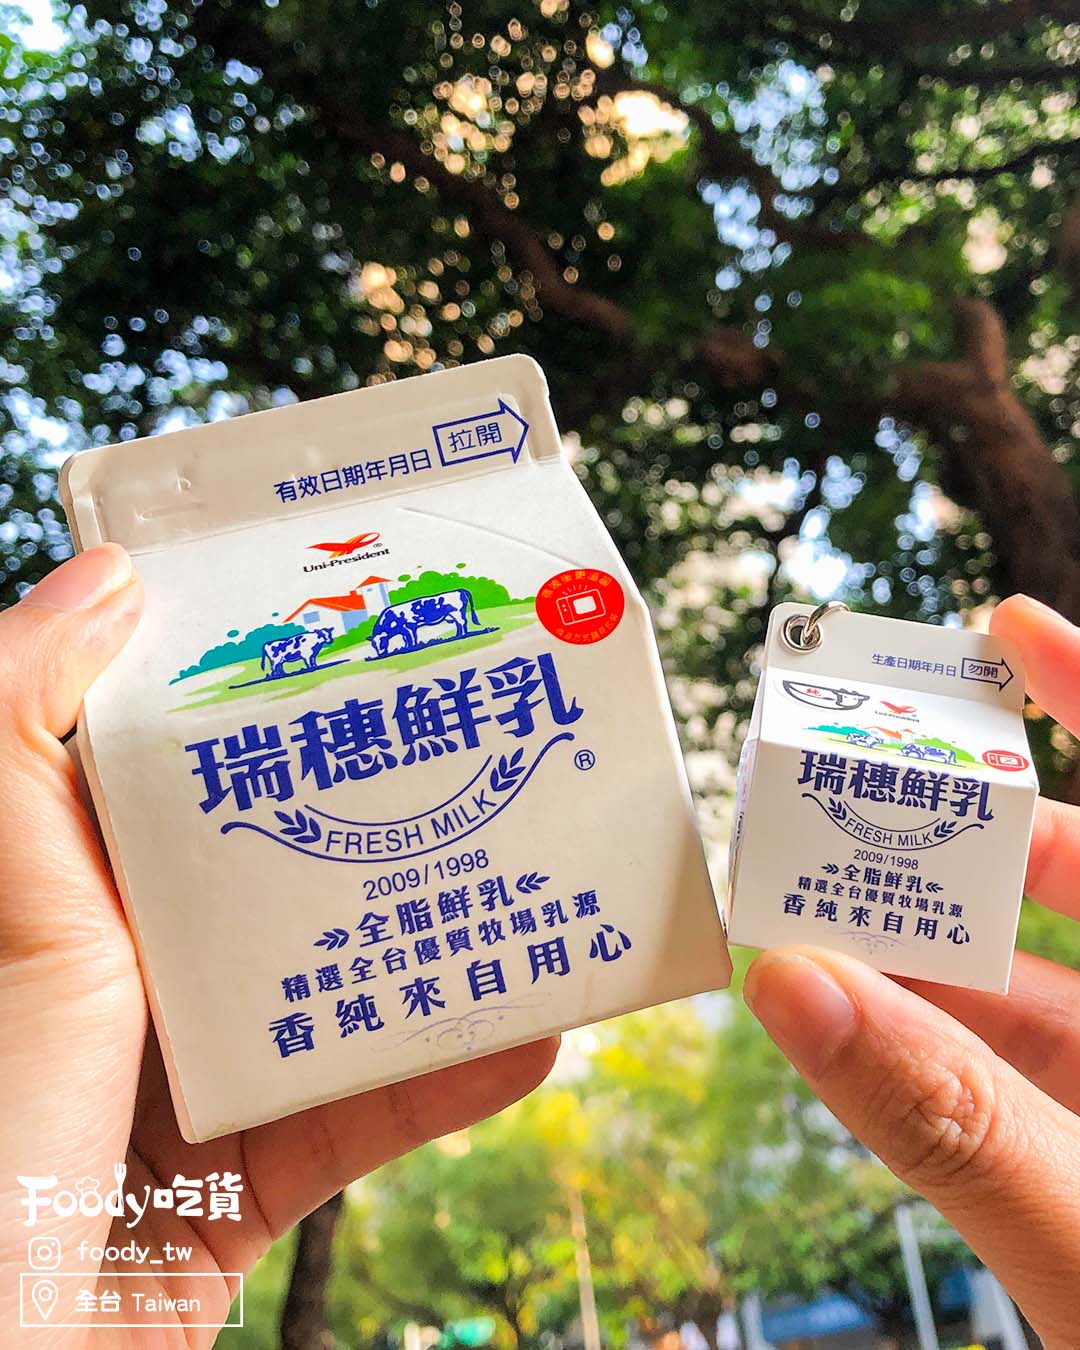 拉開
有效日期年月日
Uni-President®
瑞穗鮮乳
®
FRESH MILK
2009/1998
全脂鮮乳
精選全台優質牧場乳源
香純來自用心
生產日期年月日
勿開
純
Uni-President
瑞穗鮮乳
FRESH MILK
2009/1998
全脂鮮乳
精選全台優質牧場乳源
香純來自用心
Foody吃貨
foody_tw
全台 Taiwan